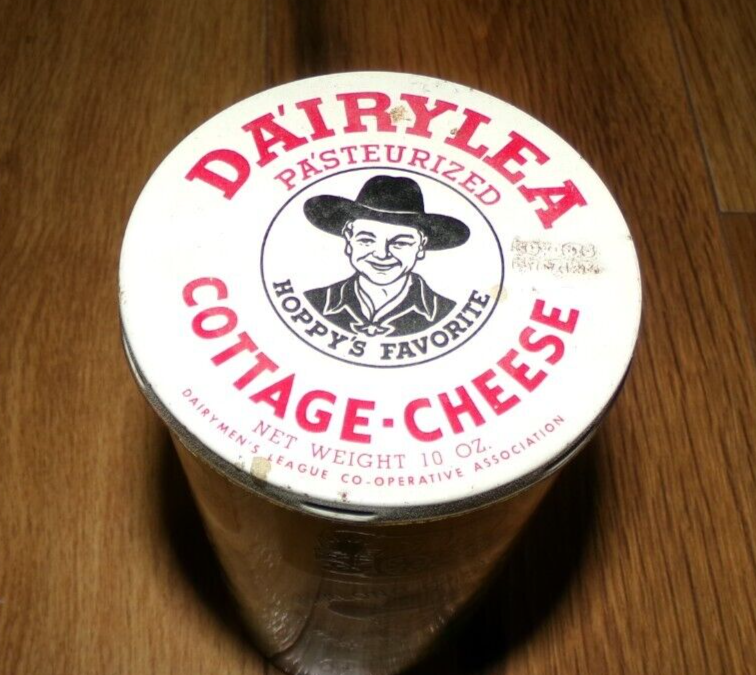 DAIRYLEA
PASTEURIZED
HOPPY'S FAVORITE
COTTAGE-CHEESE
NET WEIGHT 10 OZ.
DAIRYMEN'S LEAGUE CO-OPERATIVE ASSOCIATION